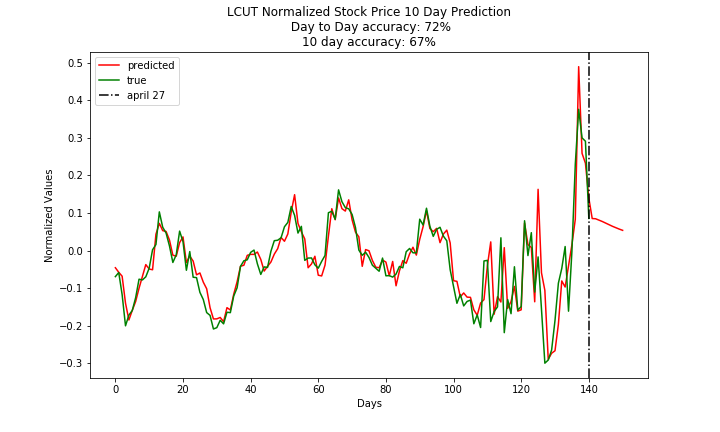 LCUT Normalized Stock Price 10 Day Prediction
Day to Day accuracy: 72%
10 day accuracy: 67%
predicted
true
april 27
Normalized Values
0.5
0.4
0.3
0.2
0.1
0.0
−0.1
−0.2
−0.3
0 20 40 60 80 100 120 140
Days